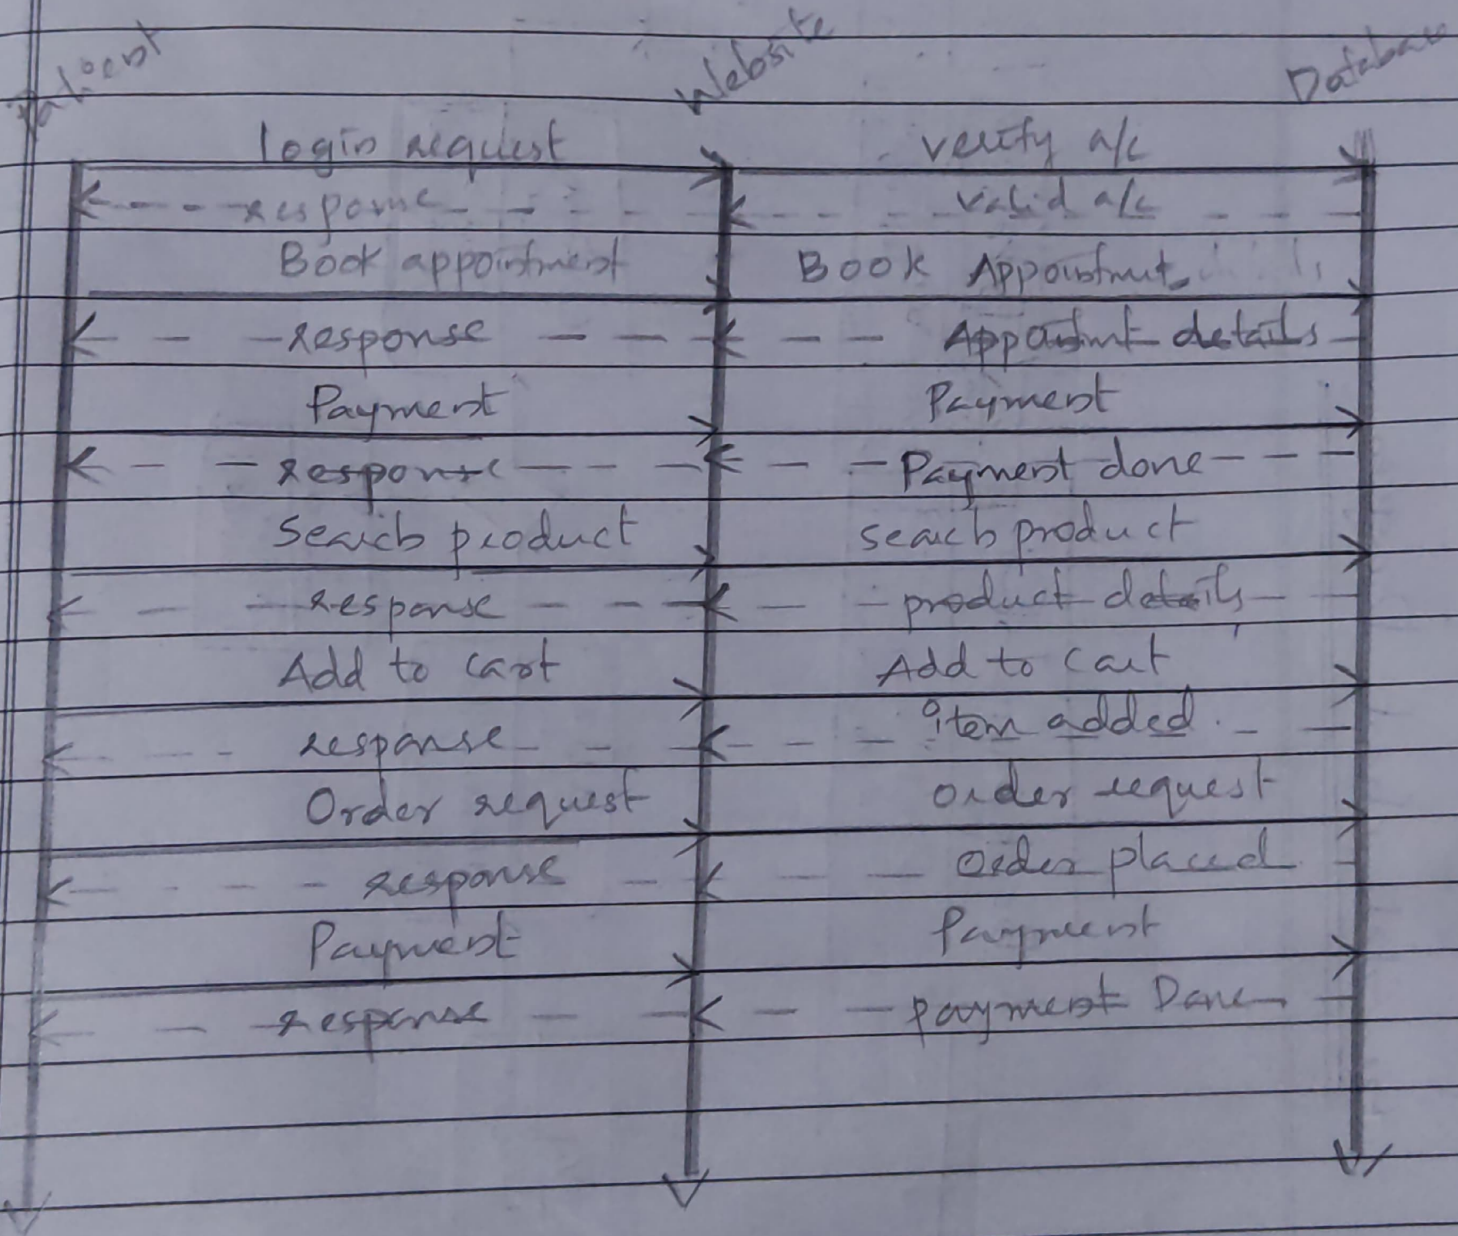 Patient Website Database
login request verify a/c
response valid a/c
Book appointment Book Appointmut
response Appointmnt details
Payment Payment
response Payment done
Search product search product
response product details
Add to cart Add to cart
response item added
Order request order request
response Order placed
Payment Payment
response payment Done